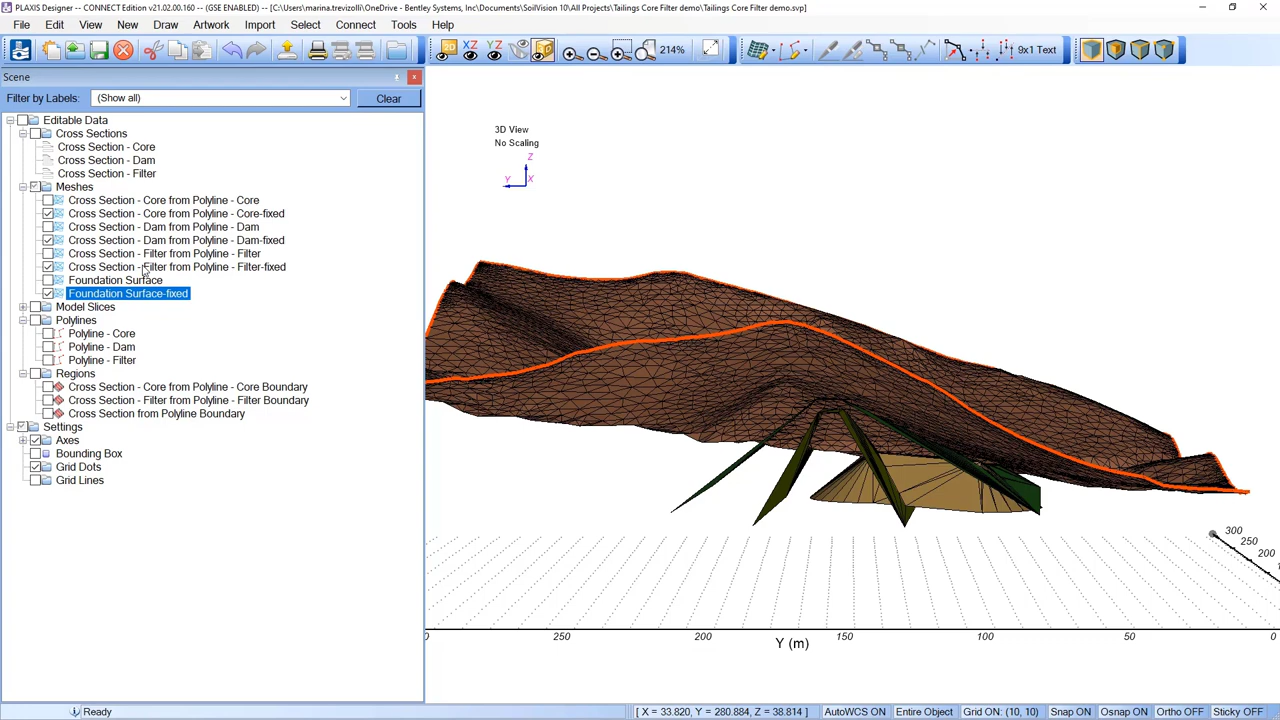 PLAXIS Designer -- CONNECT Edition -- v21.02.00.160 -- (GSE ENABLED) -- [C:\Users\marina.trevizolli\OneDrive - Bentley Systems, Inc\Documents\SoilVision 10\All Projects\Tailings Core Filter demo\Tailings Core Filter demo.svp]
File Edit View New Draw Artwork Import Select Connect Tools Help
2D XZ YZ 3D 214% 9x1 Text
Scene
Filter by Labels: (Show all) Clear
Editable Data
Cross Sections
Cross Section - Core
Cross Section - Dam
Cross Section - Filter
Meshes
Cross Section - Core from Polyline - Core
Cross Section - Core from Polyline - Core-fixed
Cross Section - Dam from Polyline - Dam
Cross Section - Dam from Polyline - Dam-fixed
Cross Section - Filter from Polyline - Filter
Cross Section - Filter from Polyline - Filter-fixed
Foundation Surface
Foundation Surface-fixed
Model Slices
Polylines
Polyline - Core
Polyline - Dam
Polyline - Filter
Regions
Cross Section - Core from Polyline - Core Boundary
Cross Section - Filter from Polyline - Filter Boundary
Cross Section from Polyline Boundary
Settings
Axes
Bounding Box
Grid Dots
Grid Lines
3D View
No Scaling
Z
Y X
300
250
200
250 200 150 100 50 0
Y (m)
Ready [ X = 33.820, Y = 280.884, Z = 38.814 ] AutoWCS ON Entire Object Grid ON: (10, 10) Snap ON Osnap ON Ortho OFF Sticky OFF